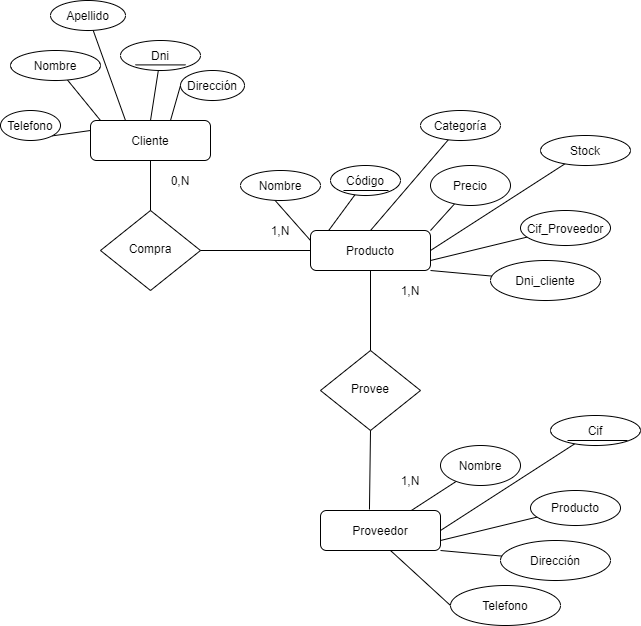 Apellido
Dni
Nombre
Dirección
Telefono
Categoría
Cliente
Stock
0,N
Nombre
Código
Precio
1,N
Cif_Proveedor
Compra
Producto
Dni_cliente
1,N
Provee
Cif
Nombre
1,N
Producto
Proveedor
Dirección
Telefono